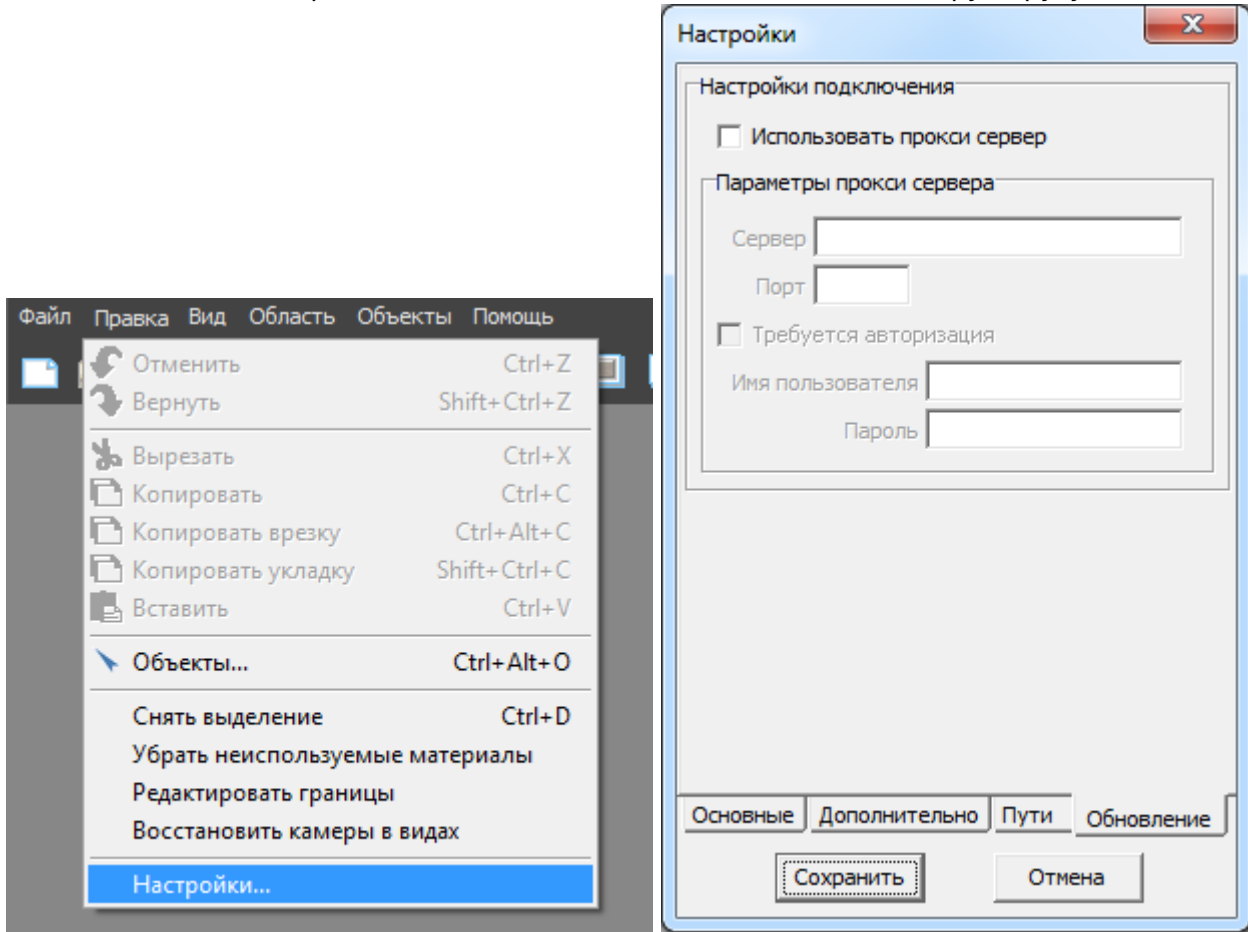 Файл Правка Вид Область Объекты Помощь
Отменить Ctrl+Z
Вернуть Shift+Ctrl+Z
Вырезать Ctrl+X
Копировать Ctrl+C
Копировать врезку Ctrl+Alt+C
Копировать укладку Shift+Ctrl+C
Вставить Ctrl+V
Объекты... Ctrl+Alt+O
Снять выделение Ctrl+D
Убрать неиспользуемые материалы
Редактировать границы
Восстановить камеры в видах
Настройки...
Настройки
Настройки подключения
Использовать прокси сервер
Параметры прокси сервера
Сервер
Порт
Требуется авторизация
Имя пользователя
Пароль
Основные Дополнительно Пути Обновление
Сохранить Отмена